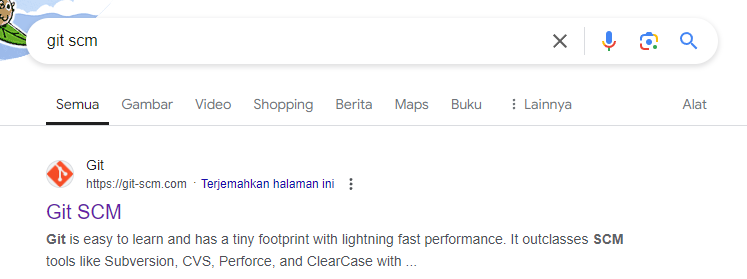 git scm
Semua Gambar Video Shopping Berita Maps Buku Lainnya Alat
Git
https://git-scm.com · Terjemahkan halaman ini
Git SCM
Git is easy to learn and has a tiny footprint with lightning fast performance. It outclasses SCM
tools like Subversion, CVS, Perforce, and ClearCase with ...